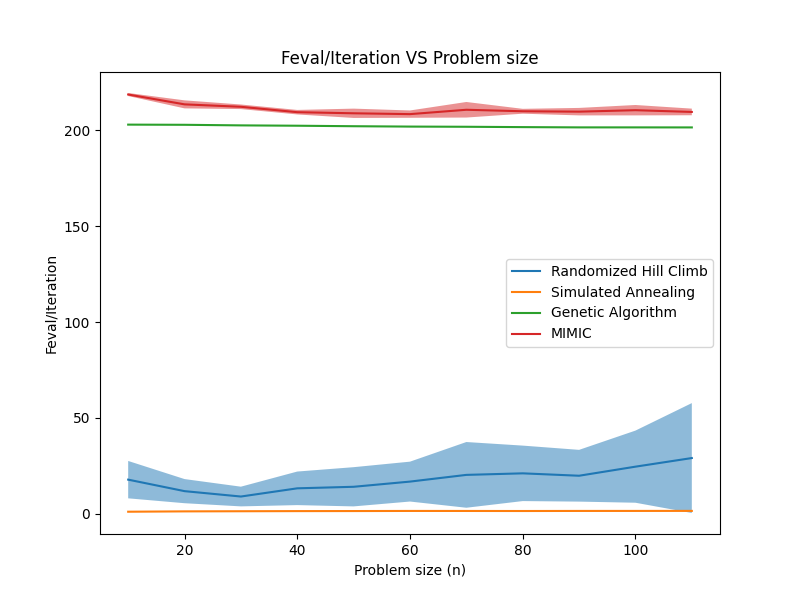 Feval/Iteration VS Problem size
Feval/Iteration
200
150
100
50
0
Randomized Hill Climb
Simulated Annealing
Genetic Algorithm
MIMIC
20 40 60 80 100
Problem size (n)